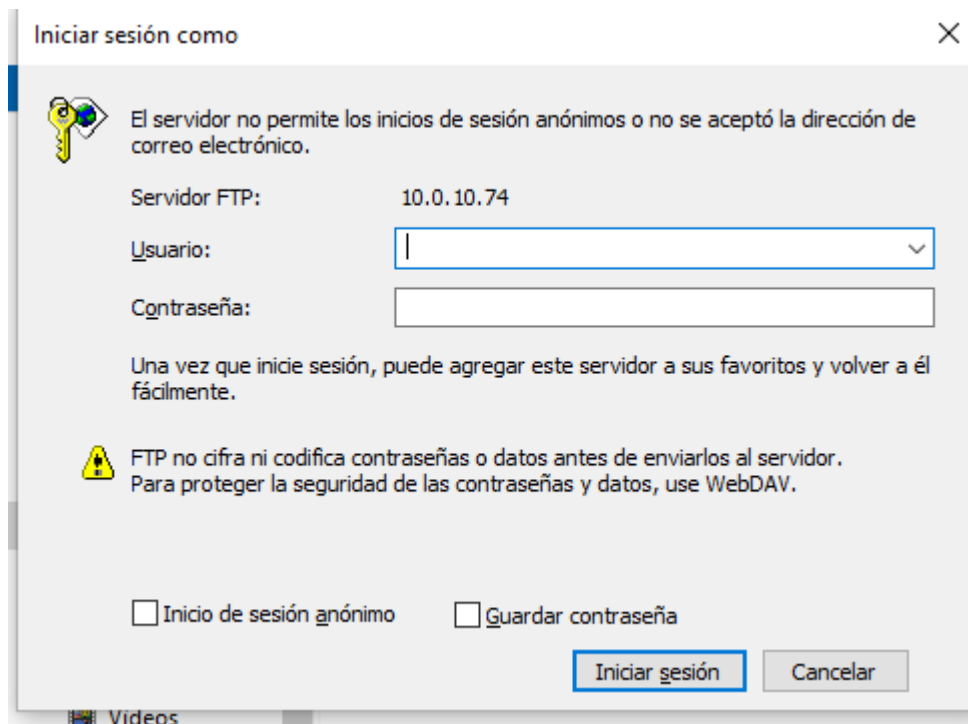 Iniciar sesión como
El servidor no permite los inicios de sesión anónimos o no se aceptó la dirección de
correo electrónico.
Servidor FTP: 10.0.10.74
Usuario:
Contraseña:
Una vez que inicie sesión, puede agregar este servidor a sus favoritos y volver a él
fácilmente.
FTP no cifra ni codifica contraseñas o datos antes de enviarlos al servidor.
Para proteger la seguridad de las contraseñas y datos, use WebDAV.
Inicio de sesión anónimo Guardar contraseña
Iniciar sesión Cancelar
Vídeos